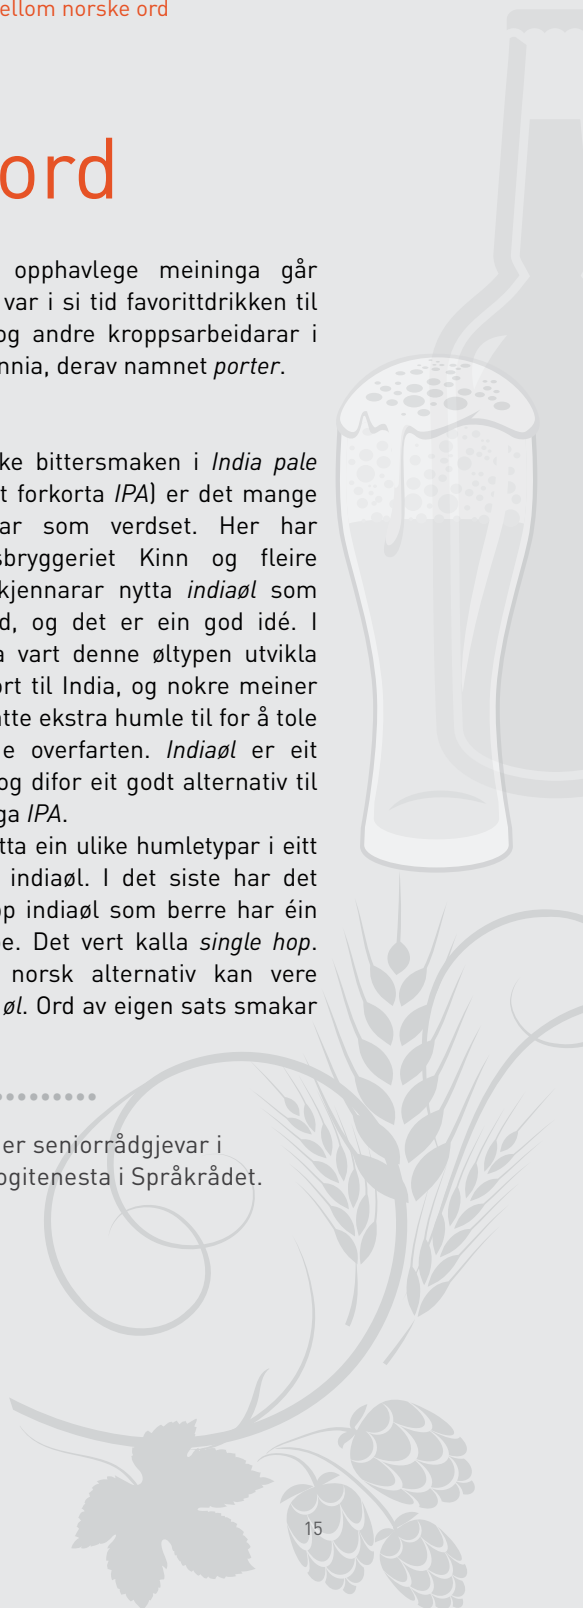 ellom norske ord
ord
opphavlege meininga går
var i si tid favorittdrikken til
og andre kroppsarbeidarar i
nnia, derav namnet porter.
ke bittersmaken i India pale
t forkorta IPA) er det mange
ar som verdset. Her har
sbryggeriet Kinn og fleire
kjennarar nytta indiaøl som
d, og det er ein god idé. I
a vart denne øltypen utvikla
ort til India, og nokre meiner
atte ekstra humle til for å tole
e overfarten. Indiaøl er eit
og difor eit godt alternativ til
ga IPA.
tta ein ulike humletypar i eitt
indiaøl. I det siste har det
op indiaøl som berre har éin
e. Det vert kalla single hop.
norsk alternativ kan vere
øl. Ord av eigen sats smakar
er seniorrådgjevar i
ogitenesta i Språkrådet.
15